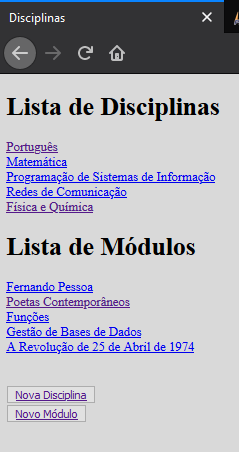 Disciplinas
Lista de Disciplinas
Português
Matemática
Programação de Sistemas de Informação
Redes de Comunicação
Física e Química
Lista de Módulos
Fernando Pessoa
Poetas Contemporâneos
Funções
Gestão de Bases de Dados
A Revolução de 25 de Abril de 1974
Nova Disciplina
Novo Módulo